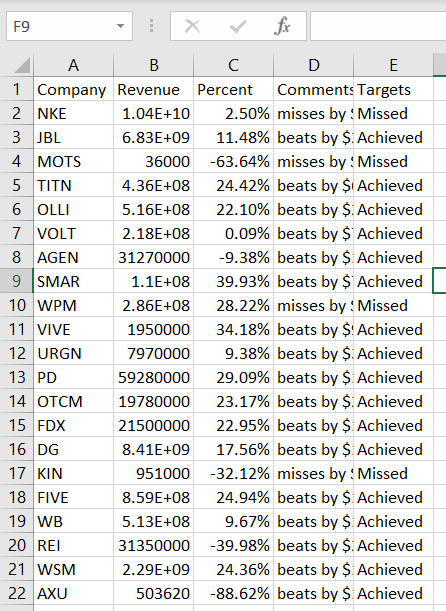 F9 fx
A B C D E
1 Company Revenue Percent Comments Targets
2 NKE 1.04E+10 2.50% misses by $ Missed
3 JBL 6.83E+09 11.48% beats by $ Achieved
4 MOTS 36000 -63.64% misses by $ Missed
5 TITN 4.36E+08 24.42% beats by $ Achieved
6 OLLI 5.16E+08 22.10% beats by $ Achieved
7 VOLT 2.18E+08 0.09% beats by $ Achieved
8 AGEN 31270000 -9.38% beats by $ Achieved
9 SMAR 1.1E+08 39.93% beats by $ Achieved
10 WPM 2.86E+08 28.22% misses by $ Missed
11 VIVE 1950000 34.18% beats by $ Achieved
12 URGN 7970000 9.38% beats by $ Achieved
13 PD 59280000 29.09% beats by $ Achieved
14 OTCM 19780000 23.17% beats by $ Achieved
15 FDX 21500000 22.95% beats by $ Achieved
16 DG 8.41E+09 17.56% beats by $ Achieved
17 KIN 951000 -32.12% misses by $ Missed
18 FIVE 8.59E+08 24.94% beats by $ Achieved
19 WB 5.13E+08 9.67% beats by $ Achieved
20 REI 31350000 -39.98% beats by $ Achieved
21 WSM 2.29E+09 24.36% beats by $ Achieved
22 AXU 503620 -88.62% beats by $ Achieved